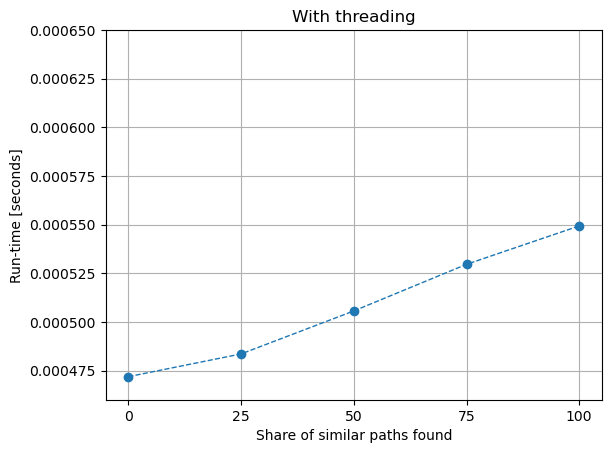 With threading
0.000650
0.000625
0.000600
0.000575
0.000550
0.000525
0.000500
0.000475
Run-time [seconds]
0 25 50 75 100
Share of similar paths found